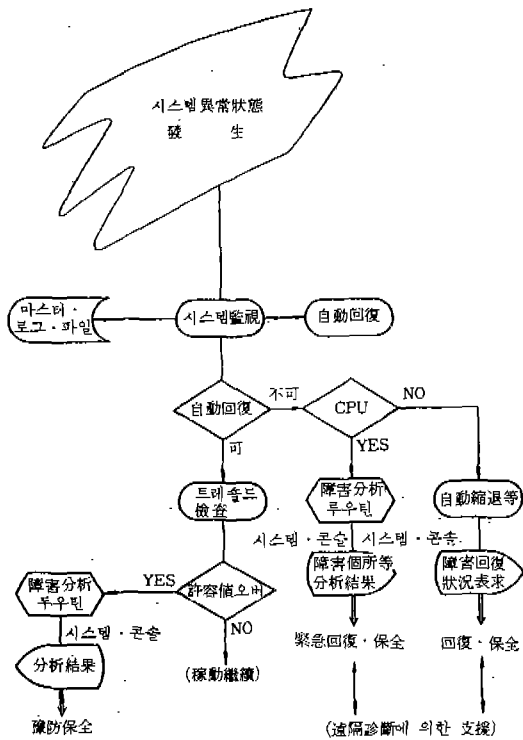 시스템異常狀態
發 生
마스터·
로그·파일
시스템監視
自動回復
自動回復
不可
CPU
NO
可
YES
트레숄드
檢査
障害分析
루우틴
自動縮退等
시스템·콘솔
시스템·콘솔
障害個所等
分析結果
障害回復
狀況表求
障害分析
루우틴
YES
許容値오버
NO
시스템·콘솔
分析結果
(稼動繼續)
緊急回復·保全
回復·保全
豫防保全
(遠隔診斷에 의한 支援)